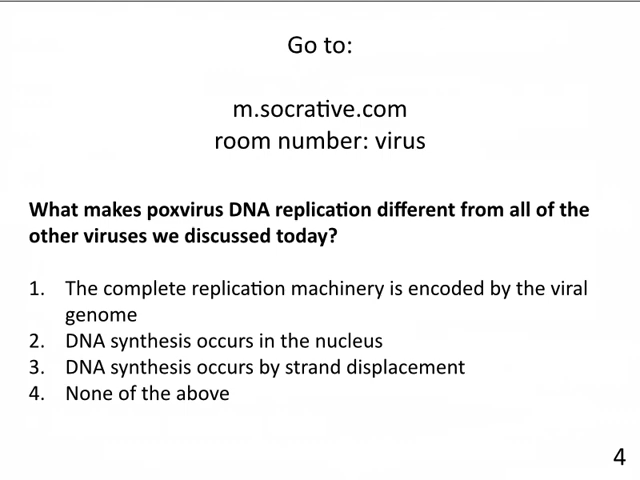 Go to:
m.socrative.com
room number: virus
What makes poxvirus DNA replication different from all of the
other viruses we discussed today?
1. The complete replication machinery is encoded by the viral
genome
2. DNA synthesis occurs in the nucleus
3. DNA synthesis occurs by strand displacement
4. None of the above
4